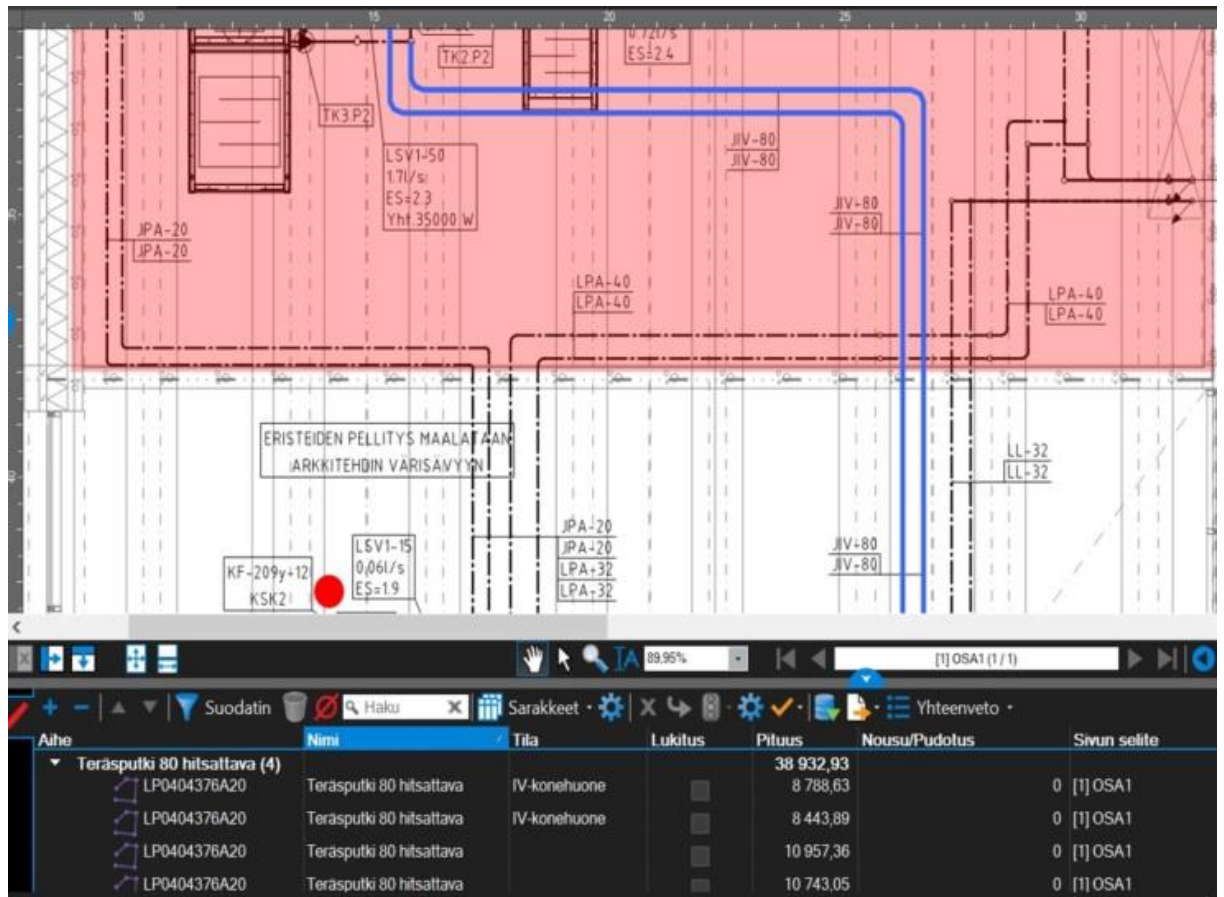 10 15 20 25 30
0.72l/s
ES=2.4
TK2.P2
TK3.P2
LSV1-50
1.7l/s
ES=2.3
Yht.35000 W
JIV-80
JIV-80
JIV-80
JIV-80
JPA-20
JPA-20
LPA-40
LPA-40
LPA-40
LPA-40
ERISTEIDEN PELLITYS MAALATAAN
ARKKITEHDIN VÄRISÄVYYN
LL-32
LL-32
JPA-20
JPA-20
LPA-32
LPA-32
LSV1-15
0,06l/s
ES=1.9
KF-209y+12
KSK2
JIV-80
JIV-80
89,95% [1] OSA1 (1 / 1)
Suodatin Haku Sarakkeet Yhteenveto
Aihe Nimi Tila Lukitus Pituus Nousu/Pudotus Sivun selite
Teräsputki 80 hitsattava (4) 38 932,93
LP0404376A20 Teräsputki 80 hitsattava IV-konehuone 8 788,63 0 [1] OSA1
LP0404376A20 Teräsputki 80 hitsattava IV-konehuone 8 443,89 0 [1] OSA1
LP0404376A20 Teräsputki 80 hitsattava 10 957,36 0 [1] OSA1
LP0404376A20 Teräsputki 80 hitsattava 10 743,05 0 [1] OSA1